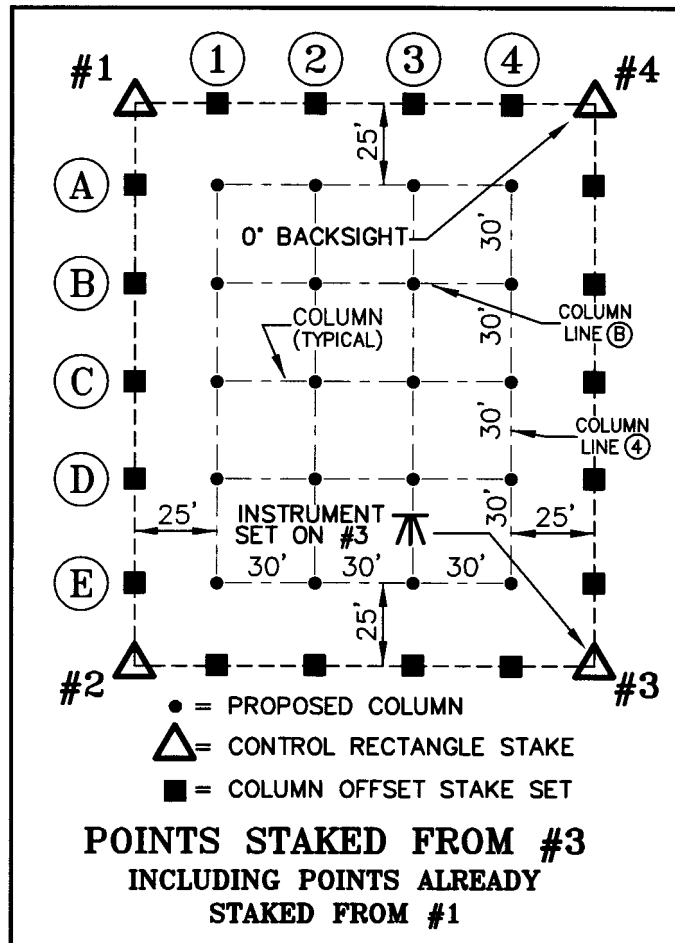 #1 1 2 3 4 #4
25'
A
0° BACKSIGHT
30'
B
COLUMN
(TYPICAL)
30'
COLUMN
LINE B
C
30'
COLUMN
LINE 4
D
25'
INSTRUMENT
SET ON #3
30'
25'
E
30' 30' 30'
25'
#2 #3
= PROPOSED COLUMN
= CONTROL RECTANGLE STAKE
= COLUMN OFFSET STAKE SET
POINTS STAKED FROM #3
INCLUDING POINTS ALREADY
STAKED FROM #1